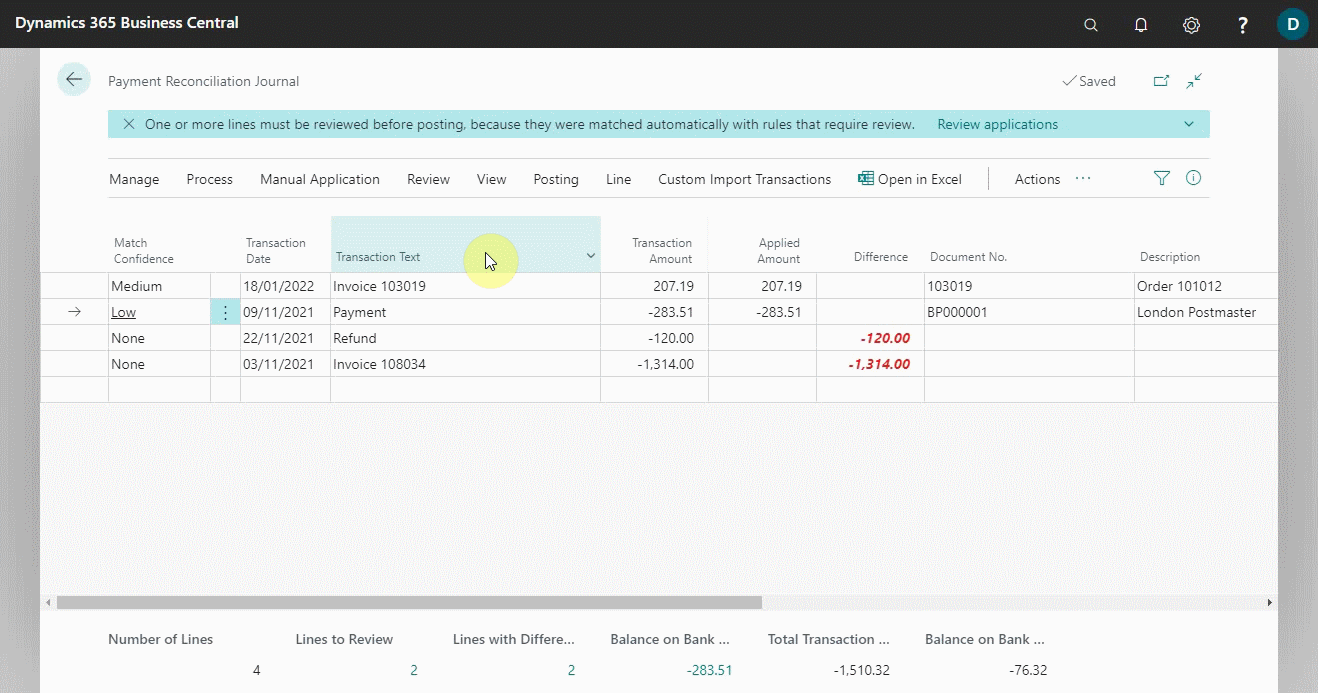 Dynamics 365 Business Central
?
D
Payment Reconciliation Journal
Saved
One or more lines must be reviewed before posting, because they were matched automatically with rules that require review. Review applications
Manage Process Manual Application Review View Posting Line Custom Import Transactions Open in Excel Actions ...
Match Confidence Transaction Date Transaction Text Transaction Amount Applied Amount Difference Document No. Description
Medium 18/01/2022 Invoice 103019 207.19 207.19 103019 Order 101012
Low 09/11/2021 Payment -283.51 -283.51 BP000001 London Postmaster
None 22/11/2021 Refund -120.00 -120.00
None 03/11/2021 Invoice 108034 -1,314.00 -1,314.00
Number of Lines Lines to Review Lines with Differe... Balance on Bank ... Total Transaction ... Balance on Bank ...
4 2 2 -283.51 -1,510.32 -76.32